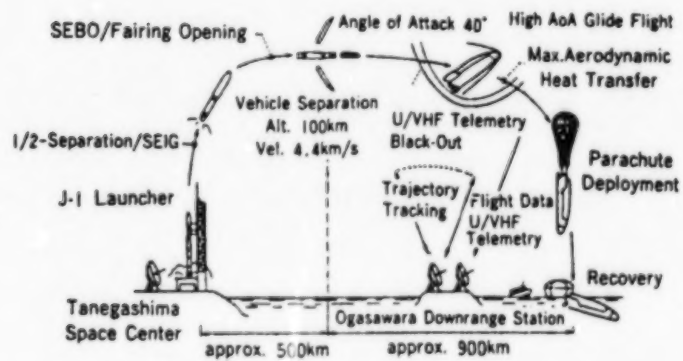 SEBO/Fairing Opening
Angle of Attack 40°
High AoA Glide Flight
Max.Aerodynamic
Heat Transfer
Vehicle Separation
Alt. 100km
Vel. 4.4km/s
U/VHF Telemetry
Black-Out
1/2-Separation/SEIG
Parachute
Deployment
J-1 Launcher
Trajectory
Tracking
Flight Data
U/VHF
Telemetry
Recovery
Tanegashima
Space Center
Ogasawara Downrange Station
approx. 500km
approx. 900km